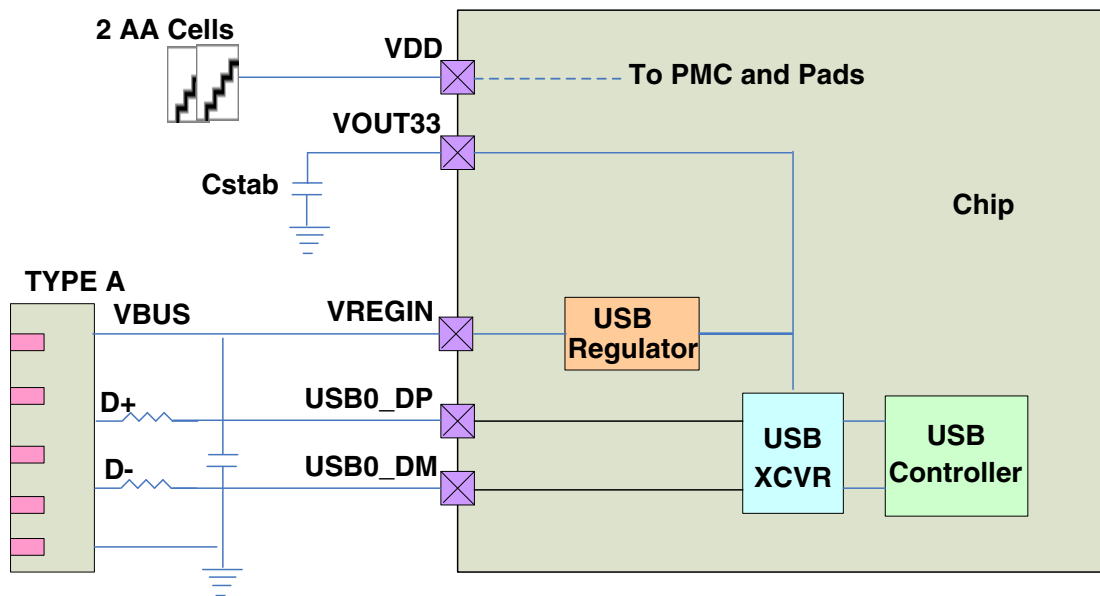 2 AA Cells
VDD
To PMC and Pads
VOUT33
Cstab
Chip
TYPE A
VBUS
VREGIN
USB
Regulator
D+
USB0_DP
D-
USB0_DM
USB
XCVR
USB
Controller